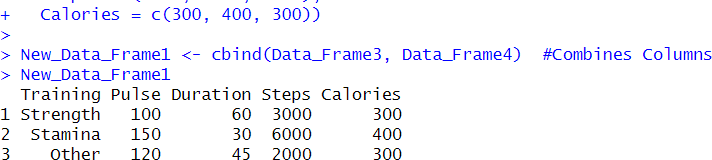 +   Calories = c(300, 400, 300))
>
> New_Data_Frame1 <- cbind(Data_Frame3, Data_Frame4)  #Combines Columns
> New_Data_Frame1
  Training Pulse Duration Steps Calories
1 Strength   100       60  3000      300
2  Stamina   150       30  6000      400
3    Other   120       45  2000      300